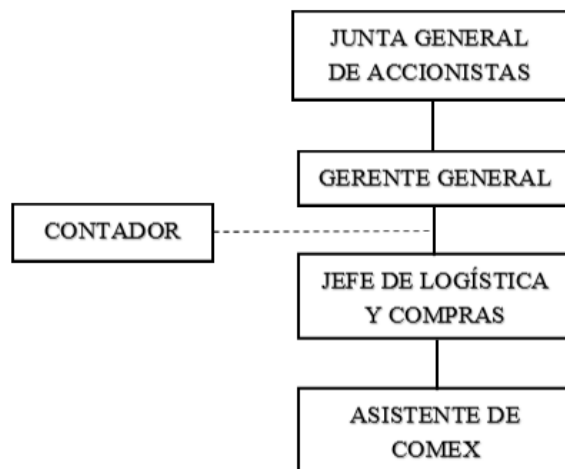 JUNTA GENERAL
DE ACCIONISTAS
GERENTE GENERAL
CONTADOR
JEFE DE LOGÍSTICA
Y COMPRAS
ASISTENTE DE
COMEX